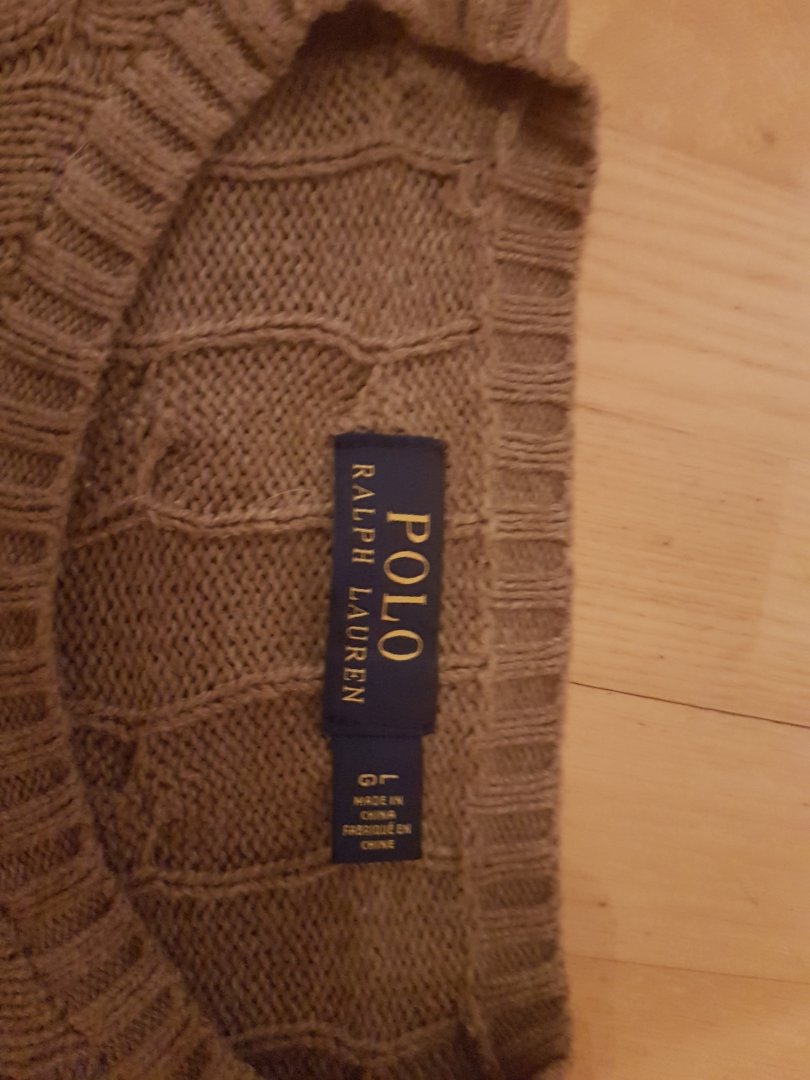 POLO
RALPH LAUREN
L
G
MADE IN
CHINA
FABRIQUÉ EN
CHINE